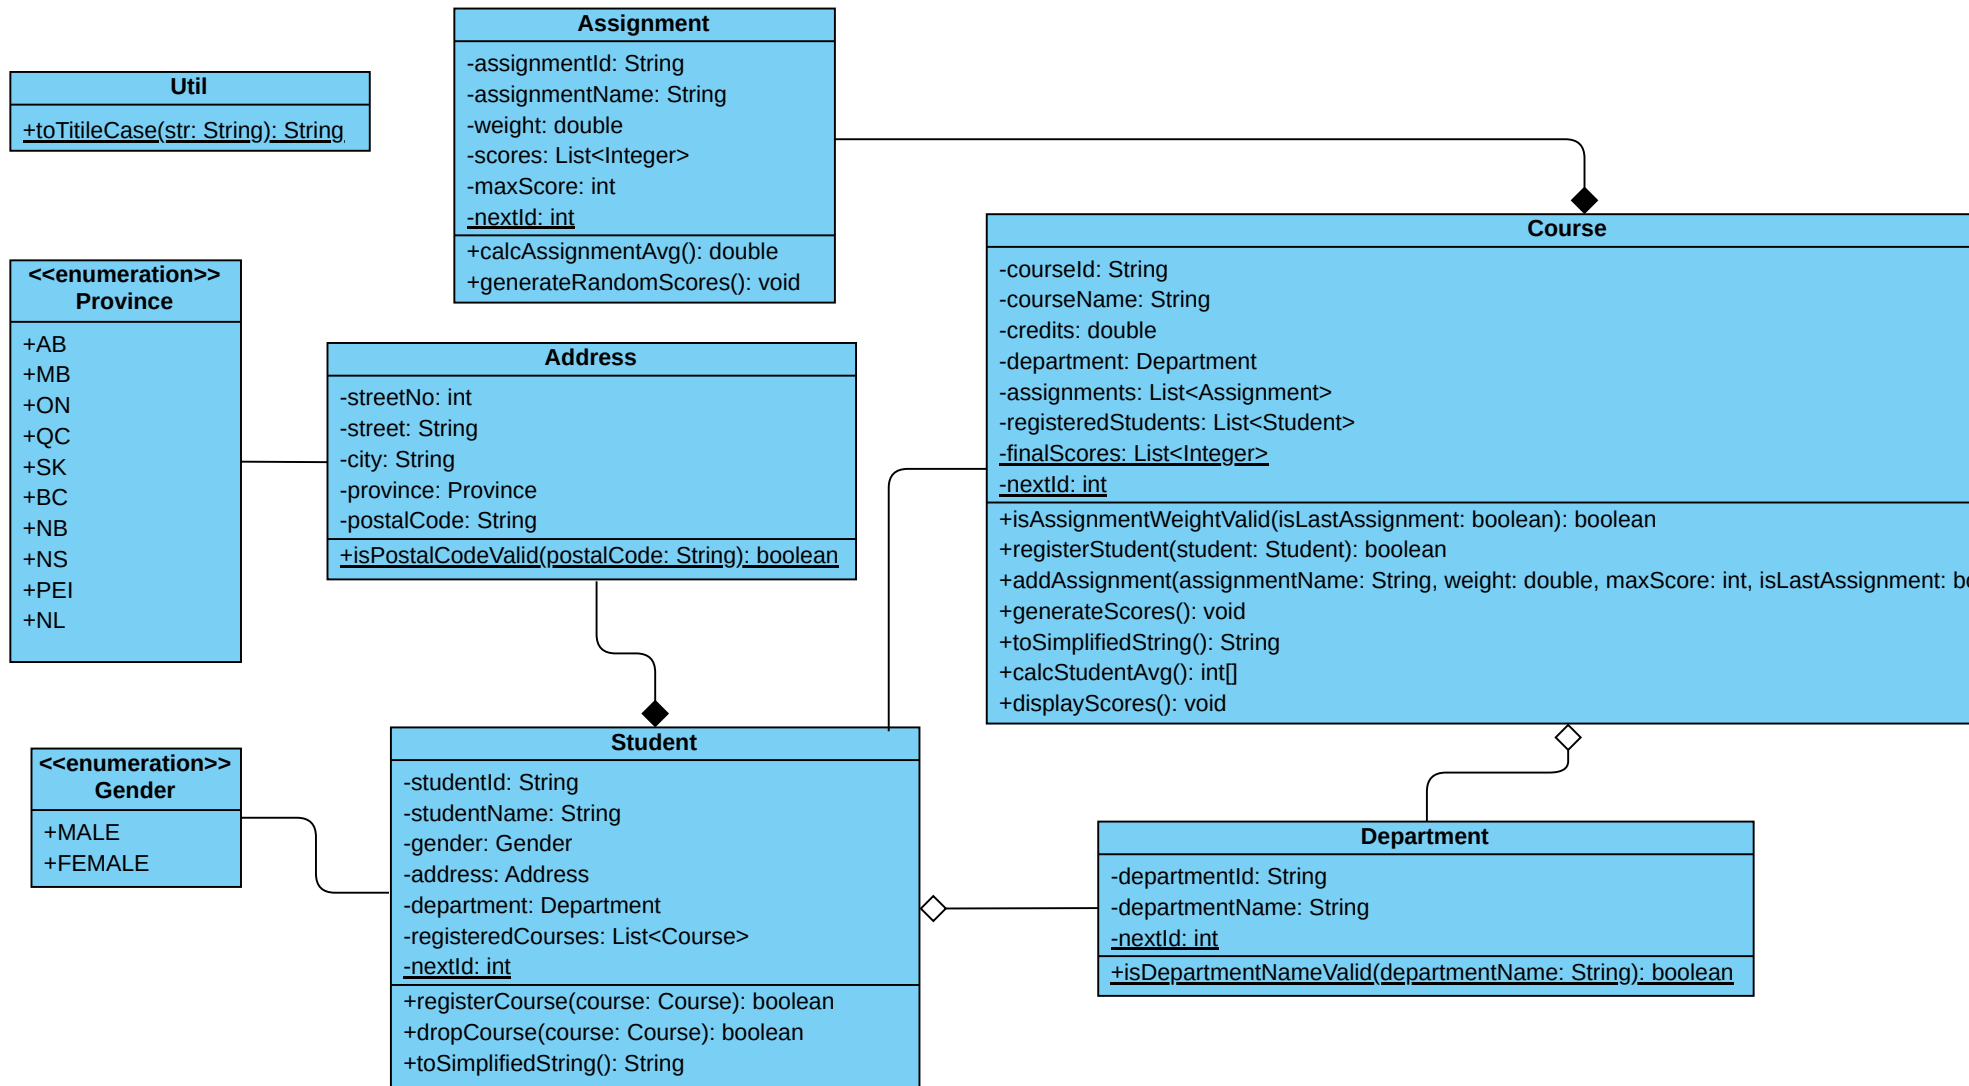 Assignment
-assignmentId: String
-assignmentName: String
-weight: double
-scores: List<Integer>
-maxScore: int
-nextId: int
+calcAssignmentAvg(): double
+generateRandomScores(): void
Util
+toTitileCase(str: String): String
<<enumeration>>
Province
+AB
+MB
+ON
+QC
+SK
+BC
+NB
+NS
+PEI
+NL
Address
-streetNo: int
-street: String
-city: String
-province: Province
-postalCode: String
+isPostalCodeValid(postalCode: String): boolean
Course
-courseId: String
-courseName: String
-credits: double
-department: Department
-assignments: List<Assignment>
-registeredStudents: List<Student>
-finalScores: List<Integer>
-nextId: int
+isAssignmentWeightValid(isLastAssignment: boolean): boolean
+registerStudent(student: Student): boolean
+addAssignment(assignmentName: String, weight: double, maxScore: int, isLastAssignment:
+generateScores(): void
+toSimplifiedString(): String
+calcStudentAvg(): int[]
+displayScores(): void
<<enumeration>>
Gender
+MALE
+FEMALE
Student
-studentId: String
-studentName: String
-gender: Gender
-address: Address
-department: Department
-registeredCourses: List<Course>
-nextId: int
+registerCourse(course: Course): boolean
+dropCourse(course: Course): boolean
+toSimplifiedString(): String
Department
-departmentId: String
-departmentName: String
-nextId: int
+isDepartmentNameValid(departmentName: String): boolean